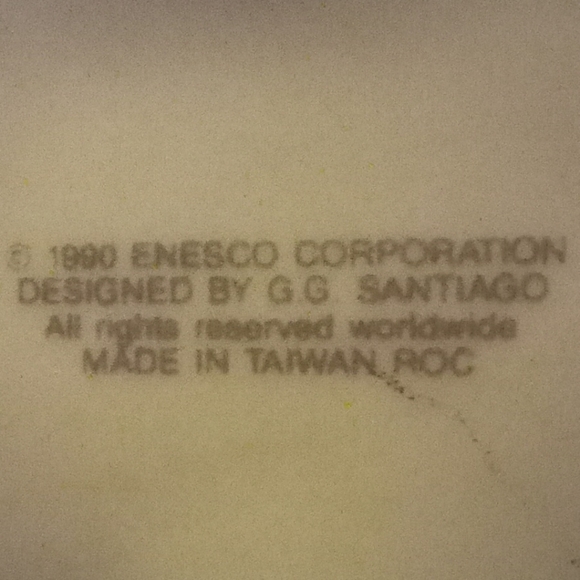 © 1990 ENESCO CORPORATION
DESIGNED BY G.G. SANTIAGO
All rights reserved worldwide
MADE IN TAIWAN ROC